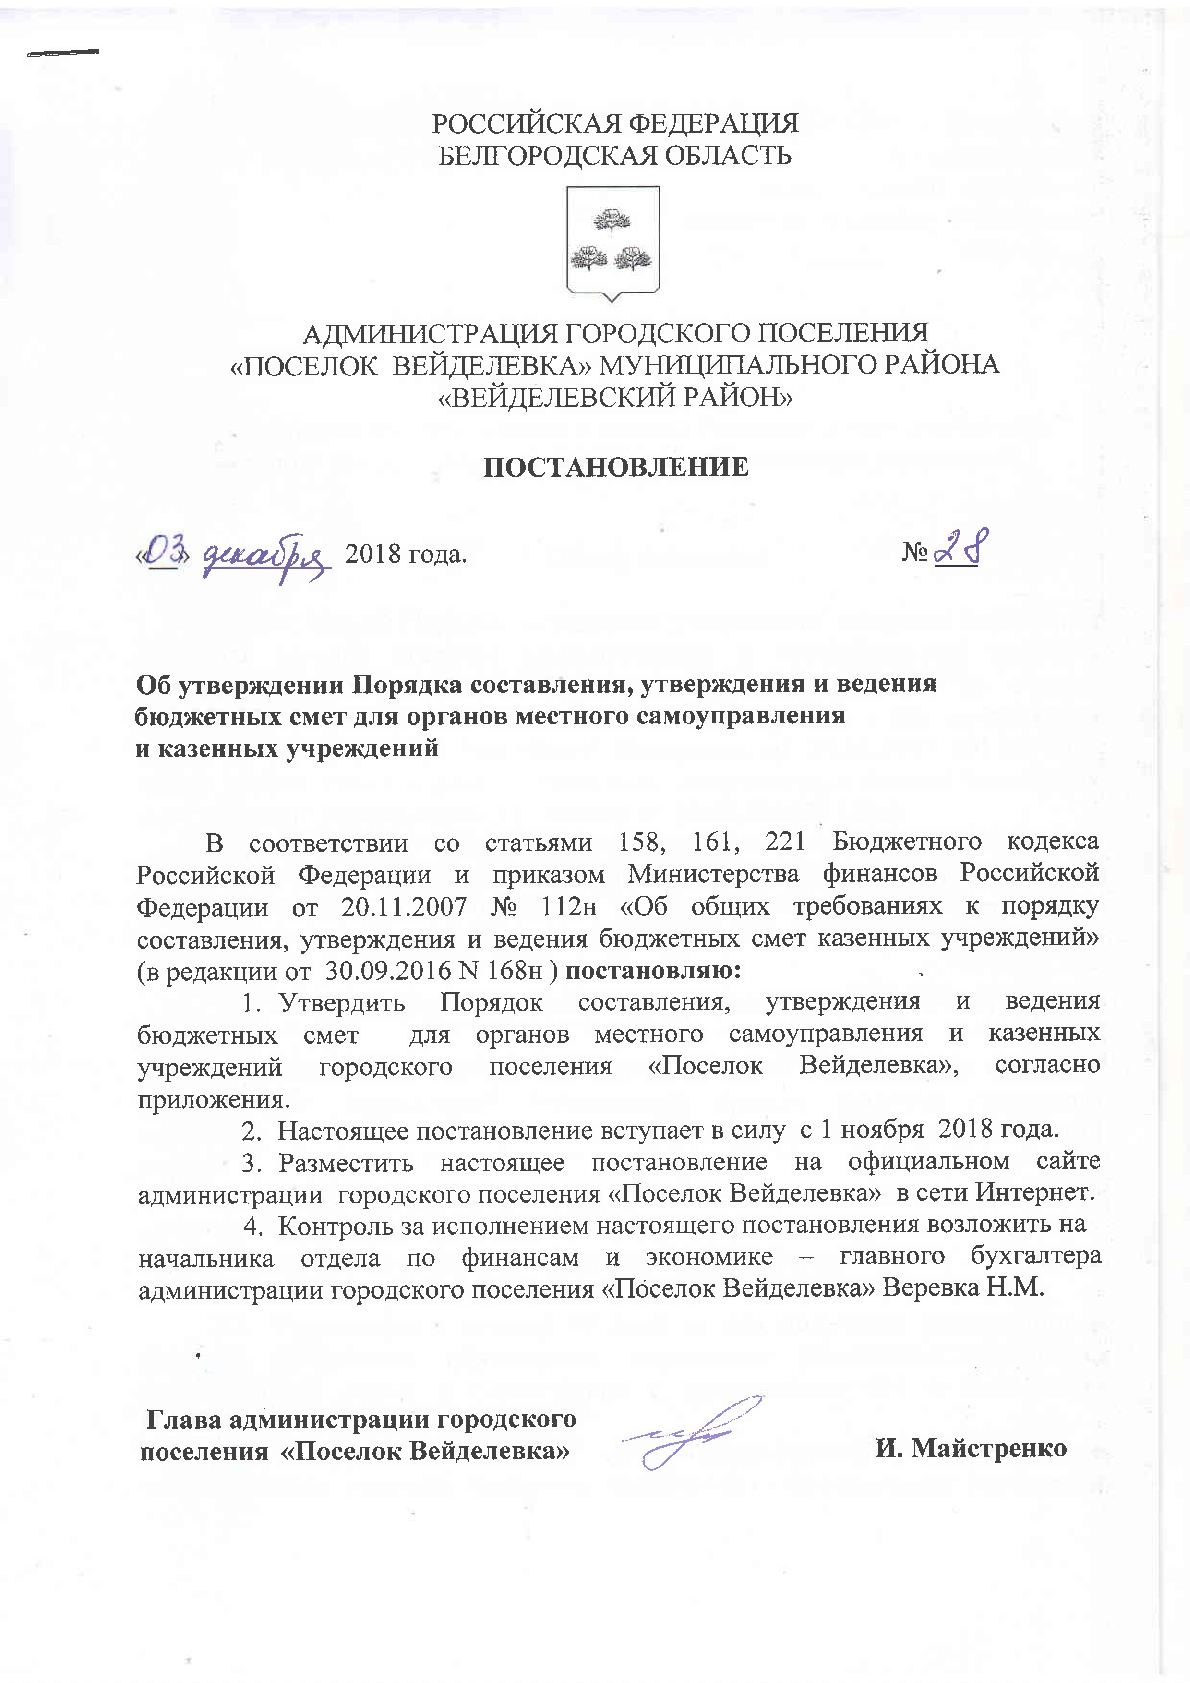 РОССИЙСКАЯ ФЕДЕРАЦИЯ
БЕЛГОРОДСКАЯ ОБЛАСТЬ
АДМИНИСТРАЦИЯ ГОРОДСКОГО ПОСЕЛЕНИЯ
«ПОСЕЛОК ВЕЙДЕЛЕВКА» МУНИЦИПАЛЬНОГО РАЙОНА
«ВЕЙДЕЛЕВСКИЙ РАЙОН»
ПОСТАНОВЛЕНИЕ
«03» декабря 2018 года. № 28
Об утверждении Порядка составления, утверждения и ведения
бюджетных смет для органов местного самоуправления
и казенных учреждений
В соответствии со статьями 158, 161, 221 Бюджетного кодекса
Российской Федерации и приказом Министерства финансов Российской
Федерации от 20.11.2007 № 112н «Об общих требованиях к порядку
составления, утверждения и ведения бюджетных смет казенных учреждений»
(в редакции от 30.09.2016 N 168н ) постановляю:
1. Утвердить Порядок составления, утверждения и ведения
бюджетных смет для органов местного самоуправления и казенных
учреждений городского поселения «Поселок Вейделевка», согласно
приложения.
2. Настоящее постановление вступает в силу с 1 ноября 2018 года.
3. Разместить настоящее постановление на официальном сайте
администрации городского поселения «Поселок Вейделевка» в сети Интернет.
4. Контроль за исполнением настоящего постановления возложить на
начальника отдела по финансам и экономике – главного бухгалтера
администрации городского поселения «Поселок Вейделевка» Веревка Н.М.
Глава администрации городского
поселения «Поселок Вейделевка» И. Майстренко